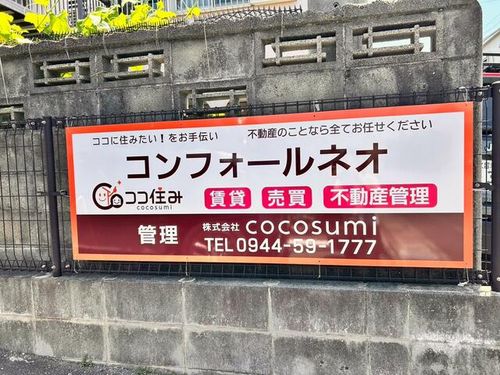 ココに住みたい！をお手伝い　不動産のことなら全てお任せください
コンフォールネオ
ココ住み
cocosumi
賃貸　売買　不動産管理
管理　株式会社 cocosumi
TEL 0944-59-1777